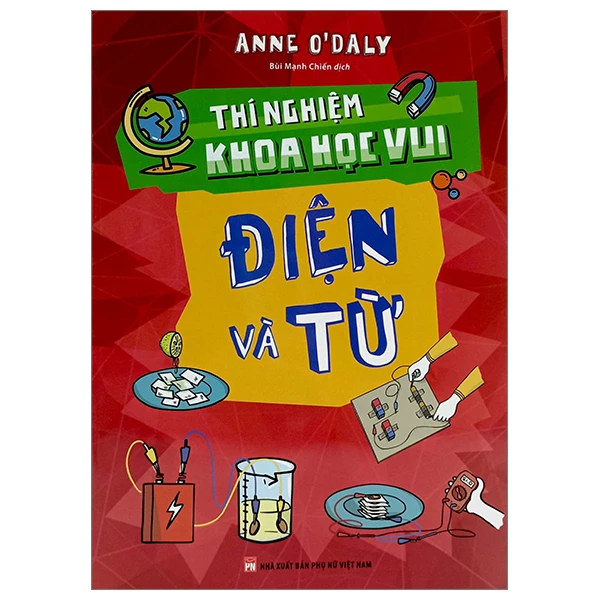 ANNE O'DALY
Bùi Mạnh Chiến dịch
THÍ NGHIỆM
KHOA HỌC VUI
ĐIỆN
VÀ TỪ
PN NHÀ XUẤT BẢN PHỤ NỮ VIỆT NAM